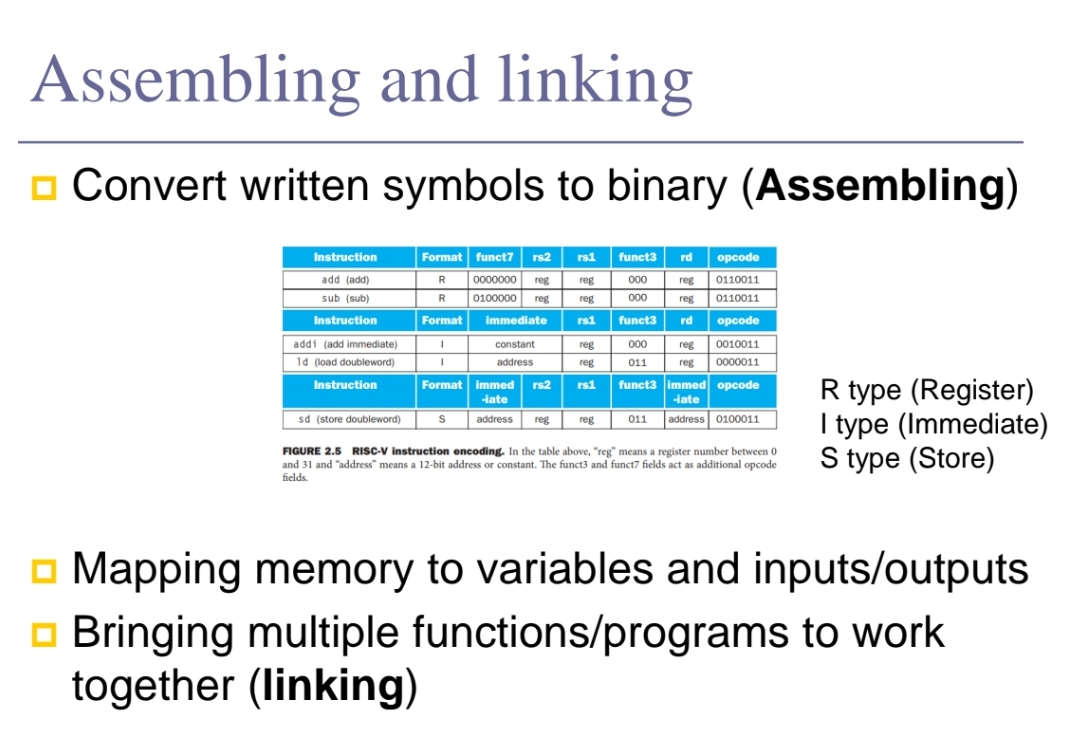 Assembling and linking
Convert written symbols to binary (Assembling)
Instruction Format funct7 rs2 rs1 funct3 rd opcode
add (add) R 0000000 reg reg 000 reg 0110011
sub (sub) R 0100000 reg reg 000 reg 0110011
Instruction Format immediate rs1 funct3 rd opcode
addi (add immediate) I constant reg 000 reg 0010011
ld (load doubleword) I address reg 011 reg 0000011
Instruction Format immed rs2 rs1 funct3 immed opcode
-iate -iate
sd (store doubleword) S address reg reg 011 address 0100011
FIGURE 2.5 RISC-V instruction encoding. In the table above, "reg" means a register number between 0
and 31 and "address" means a 12-bit address or constant. The funct3 and funct7 fields act as additional opcode
fields.
R type (Register)
I type (Immediate)
S type (Store)
Mapping memory to variables and inputs/outputs
Bringing multiple functions/programs to work
together (linking)